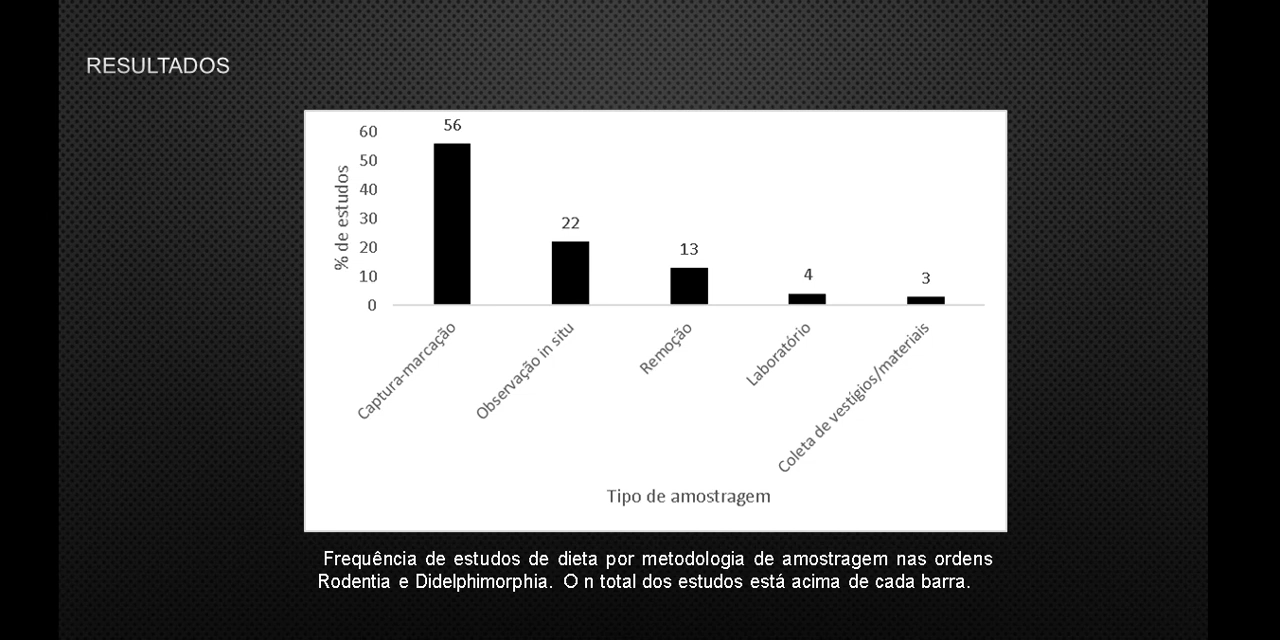 RESULTADOS
60
50
40
30
20
10
0
% de estudos
56
22
13
4
3
Captura-marcação
Observação in situ
Remoção
Laboratório
Coleta de vestígios/materiais
Tipo de amostragem
Frequência de estudos de dieta por metodologia de amostragem nas ordens
Rodentia e Didelphimorphia. O n total dos estudos está acima de cada barra.